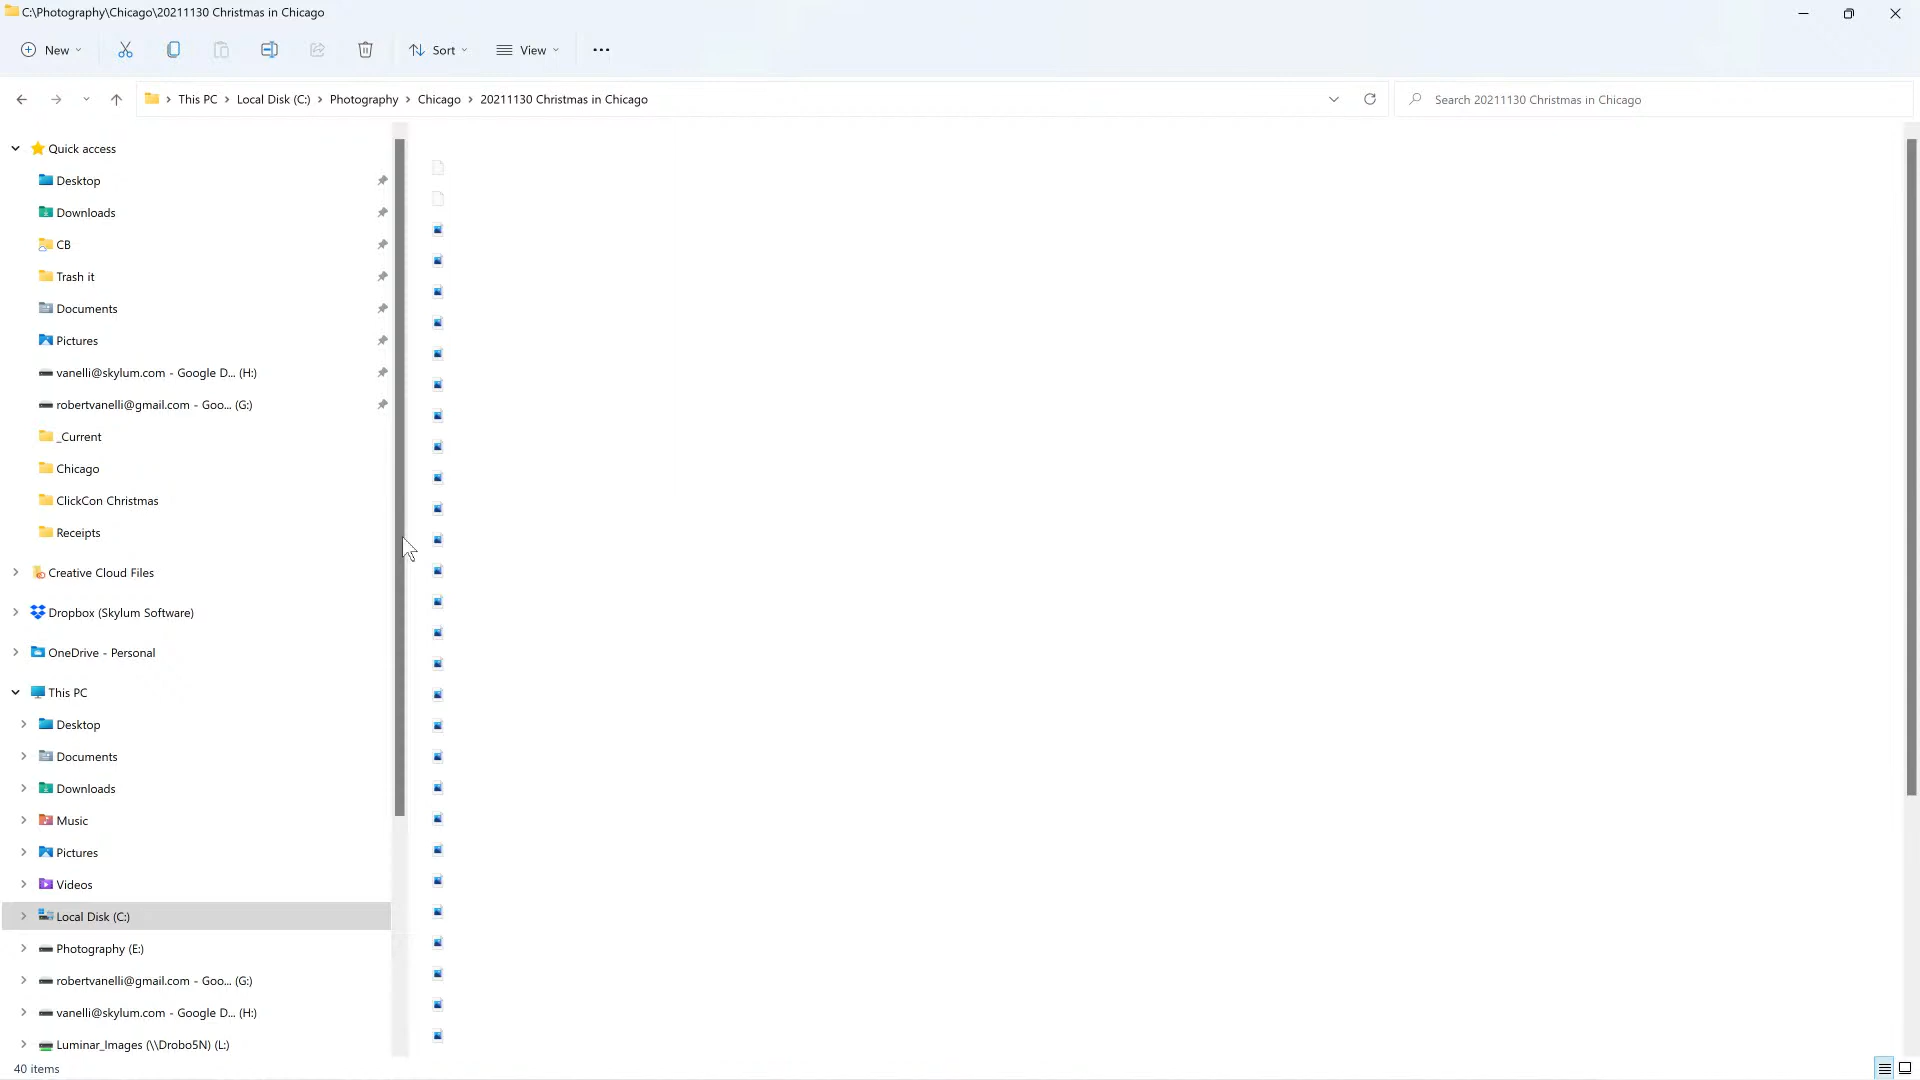 C:\Photography\Chicago\20211130 Christmas in Chicago
New
Sort
View
This PC > Local Disk (C:) > Photography > Chicago > 20211130 Christmas in Chicago
Search 20211130 Christmas in Chicago
Quick access
Desktop
Downloads
CB
Trash it
Documents
Pictures
vanelli@skylum.com - Google D... (H:)
robertvanelli@gmail.com - Goo... (G:)
_Current
Chicago
ClickCon Christmas
Receipts
Creative Cloud Files
Dropbox (Skylum Software)
OneDrive - Personal
This PC
Desktop
Documents
Downloads
Music
Pictures
Videos
Local Disk (C:)
Photography (E:)
robertvanelli@gmail.com - Goo... (G:)
vanelli@skylum.com - Google D... (H:)
Luminar_Images (\\Drobo5N) (L:)
40 items